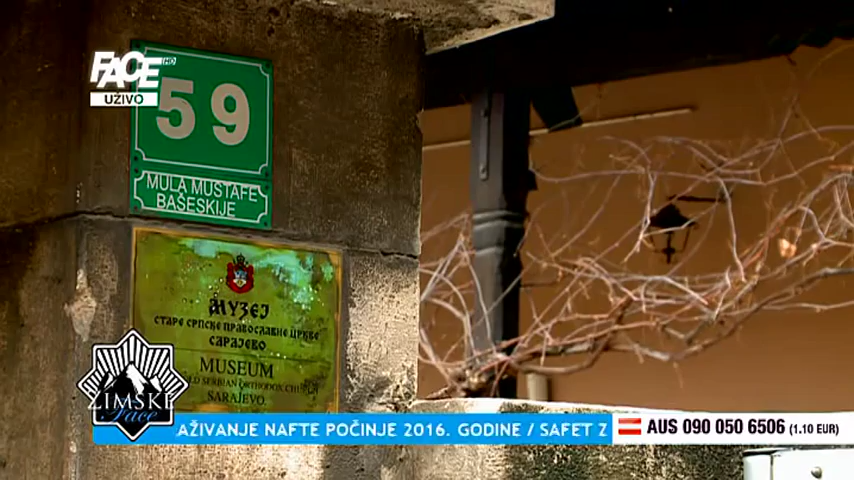 FACE HD
UŽIVO
59
MULA MUSTAFE
BAŠESKIJE
МУЗЕЈ
СТАРЕ СРПСКЕ ПРАВОСЛАВНЕ ЦРКВЕ
САРАЈЕВО
MUSEUM
OLD SERBIAN ORTHODOX CHURCH
SARAJEVO
ZIMSKI
Face
AŽIVANJE NAFTE POČINJE 2016. GODINE / SAFET Z
AUS 090 050 6506 (1.10 EUR)